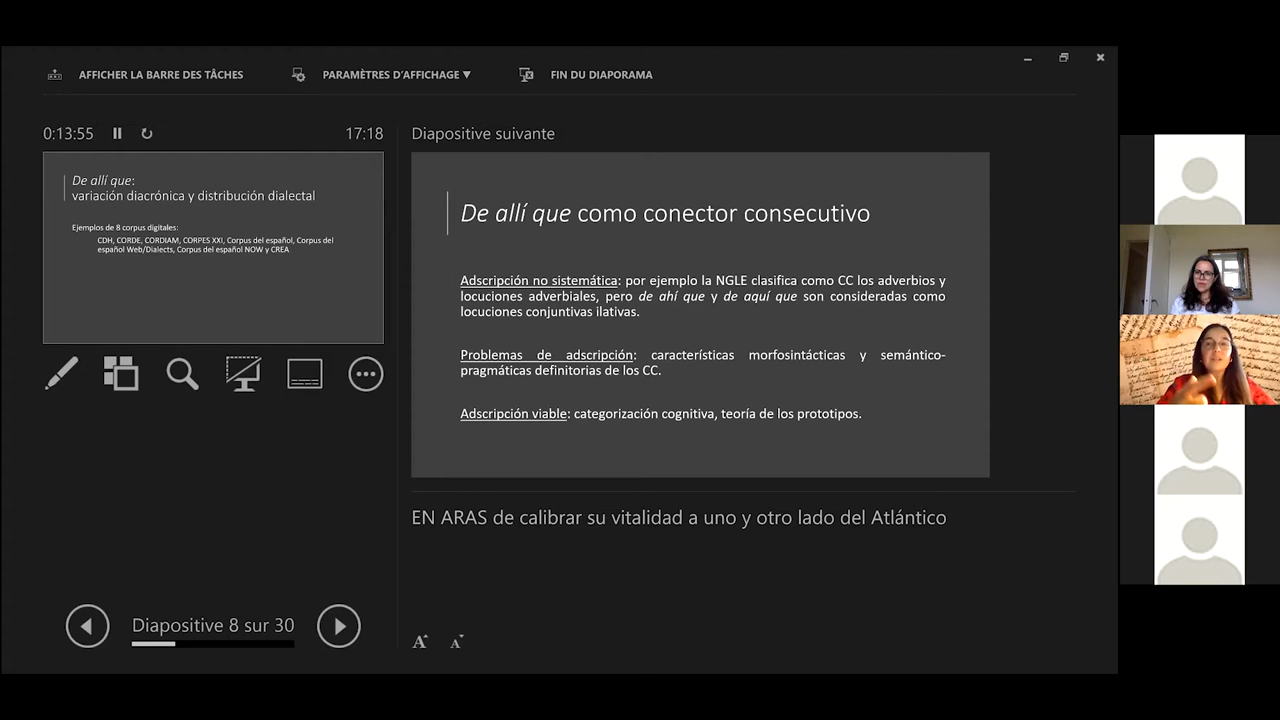 AFFICHER LA BARRE DES TÂCHES
PARAMÈTRES D'AFFICHAGE ▼
FIN DU DIAPORAMA
0:13:55
17:18
De allí que:
variación diacrónica y distribución dialectal
Ejemplos de 8 corpus digitales:
CDH, CORDE, CORDIAM, CORPES XXI, Corpus del español, Corpus del
español Web/Dialects, Corpus del español NOW y CREA
Diapositive 8 sur 30
Diapositive suivante
De allí que como conector consecutivo
Adscripción no sistemática: por ejemplo la NGLE clasifica como CC los adverbios y
locuciones adverbiales, pero de ahí que y de aquí que son consideradas como
locuciones conjuntivas ilativas.
Problemas de adscripción: características morfosintácticas y semántico-
pragmáticas definitorias de los CC.
Adscripción viable: categorización cognitiva, teoría de los prototipos.
EN ARAS de calibrar su vitalidad a uno y otro lado del Atlántico
A A